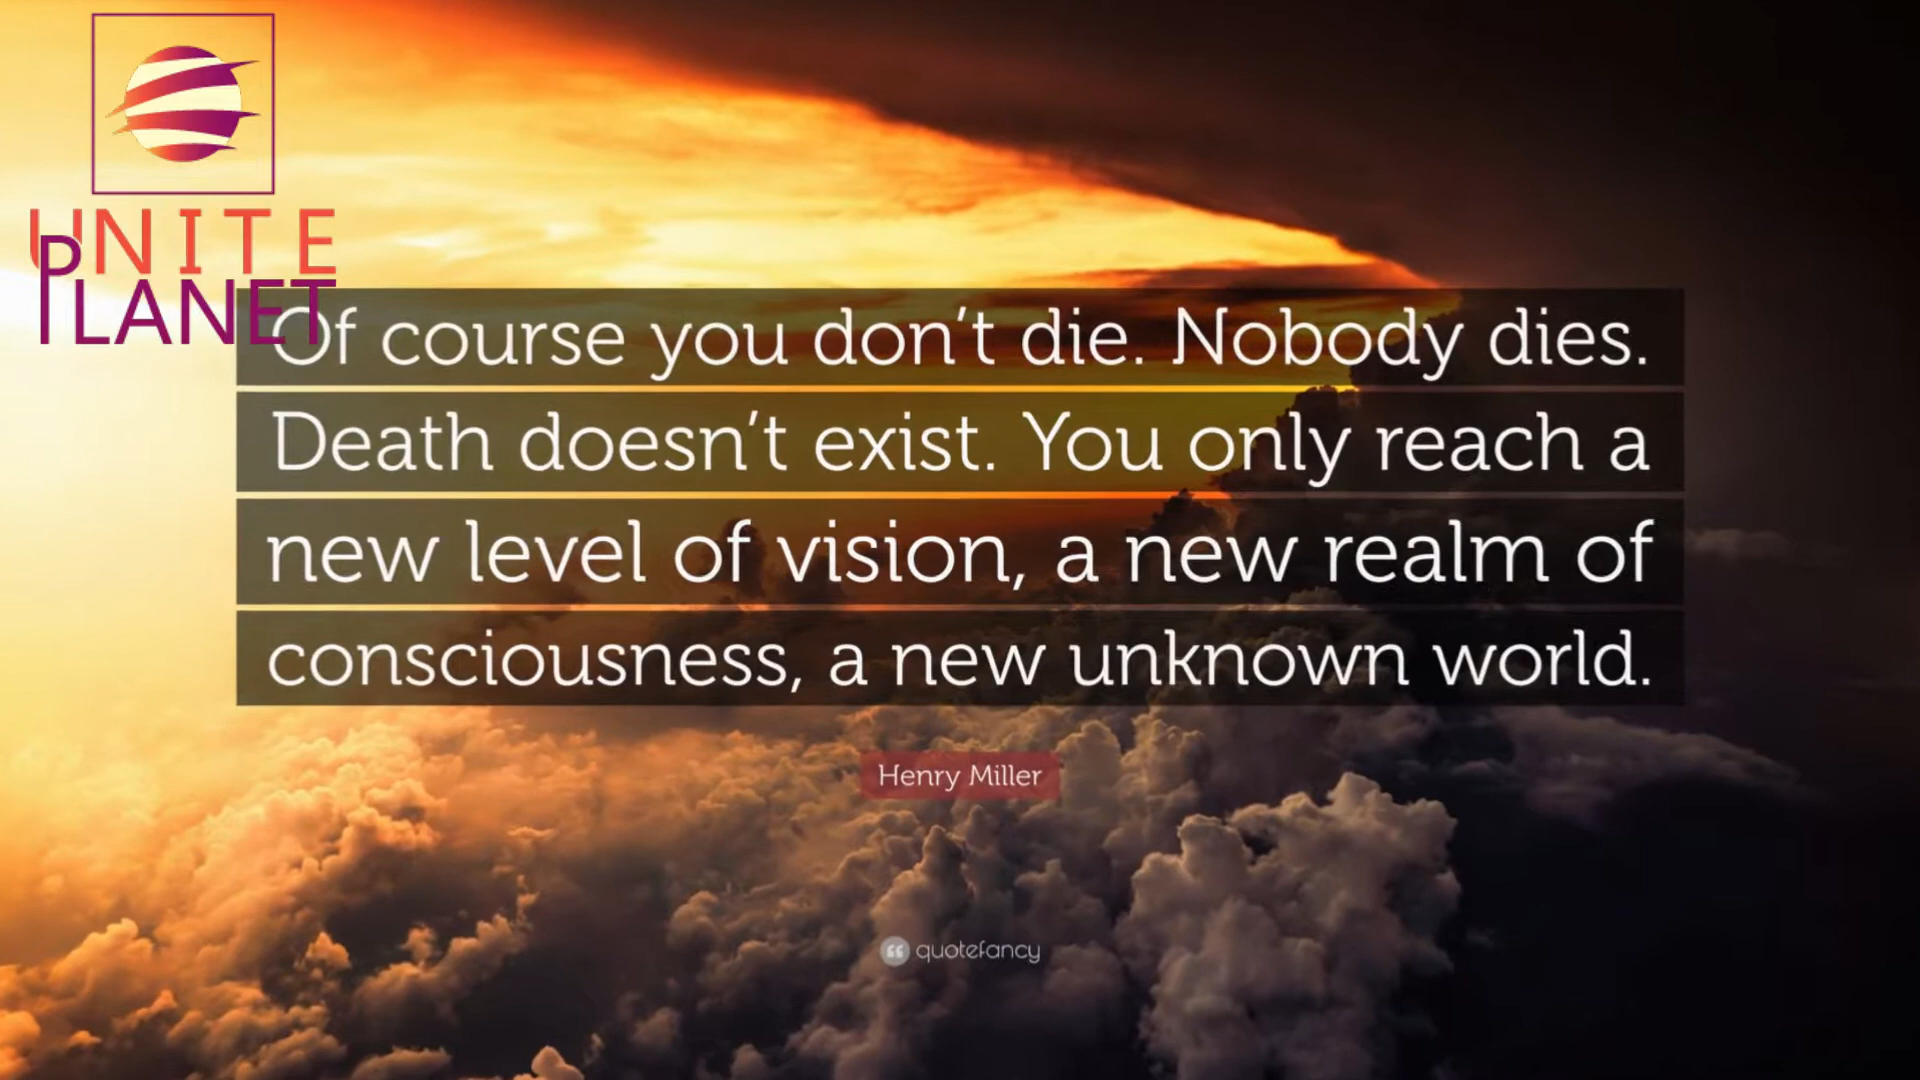 UNITE
PLANET
Of course you don’t die. Nobody dies.
Death doesn’t exist. You only reach a
new level of vision, a new realm of
consciousness, a new unknown world.
Henry Miller
quotefancy